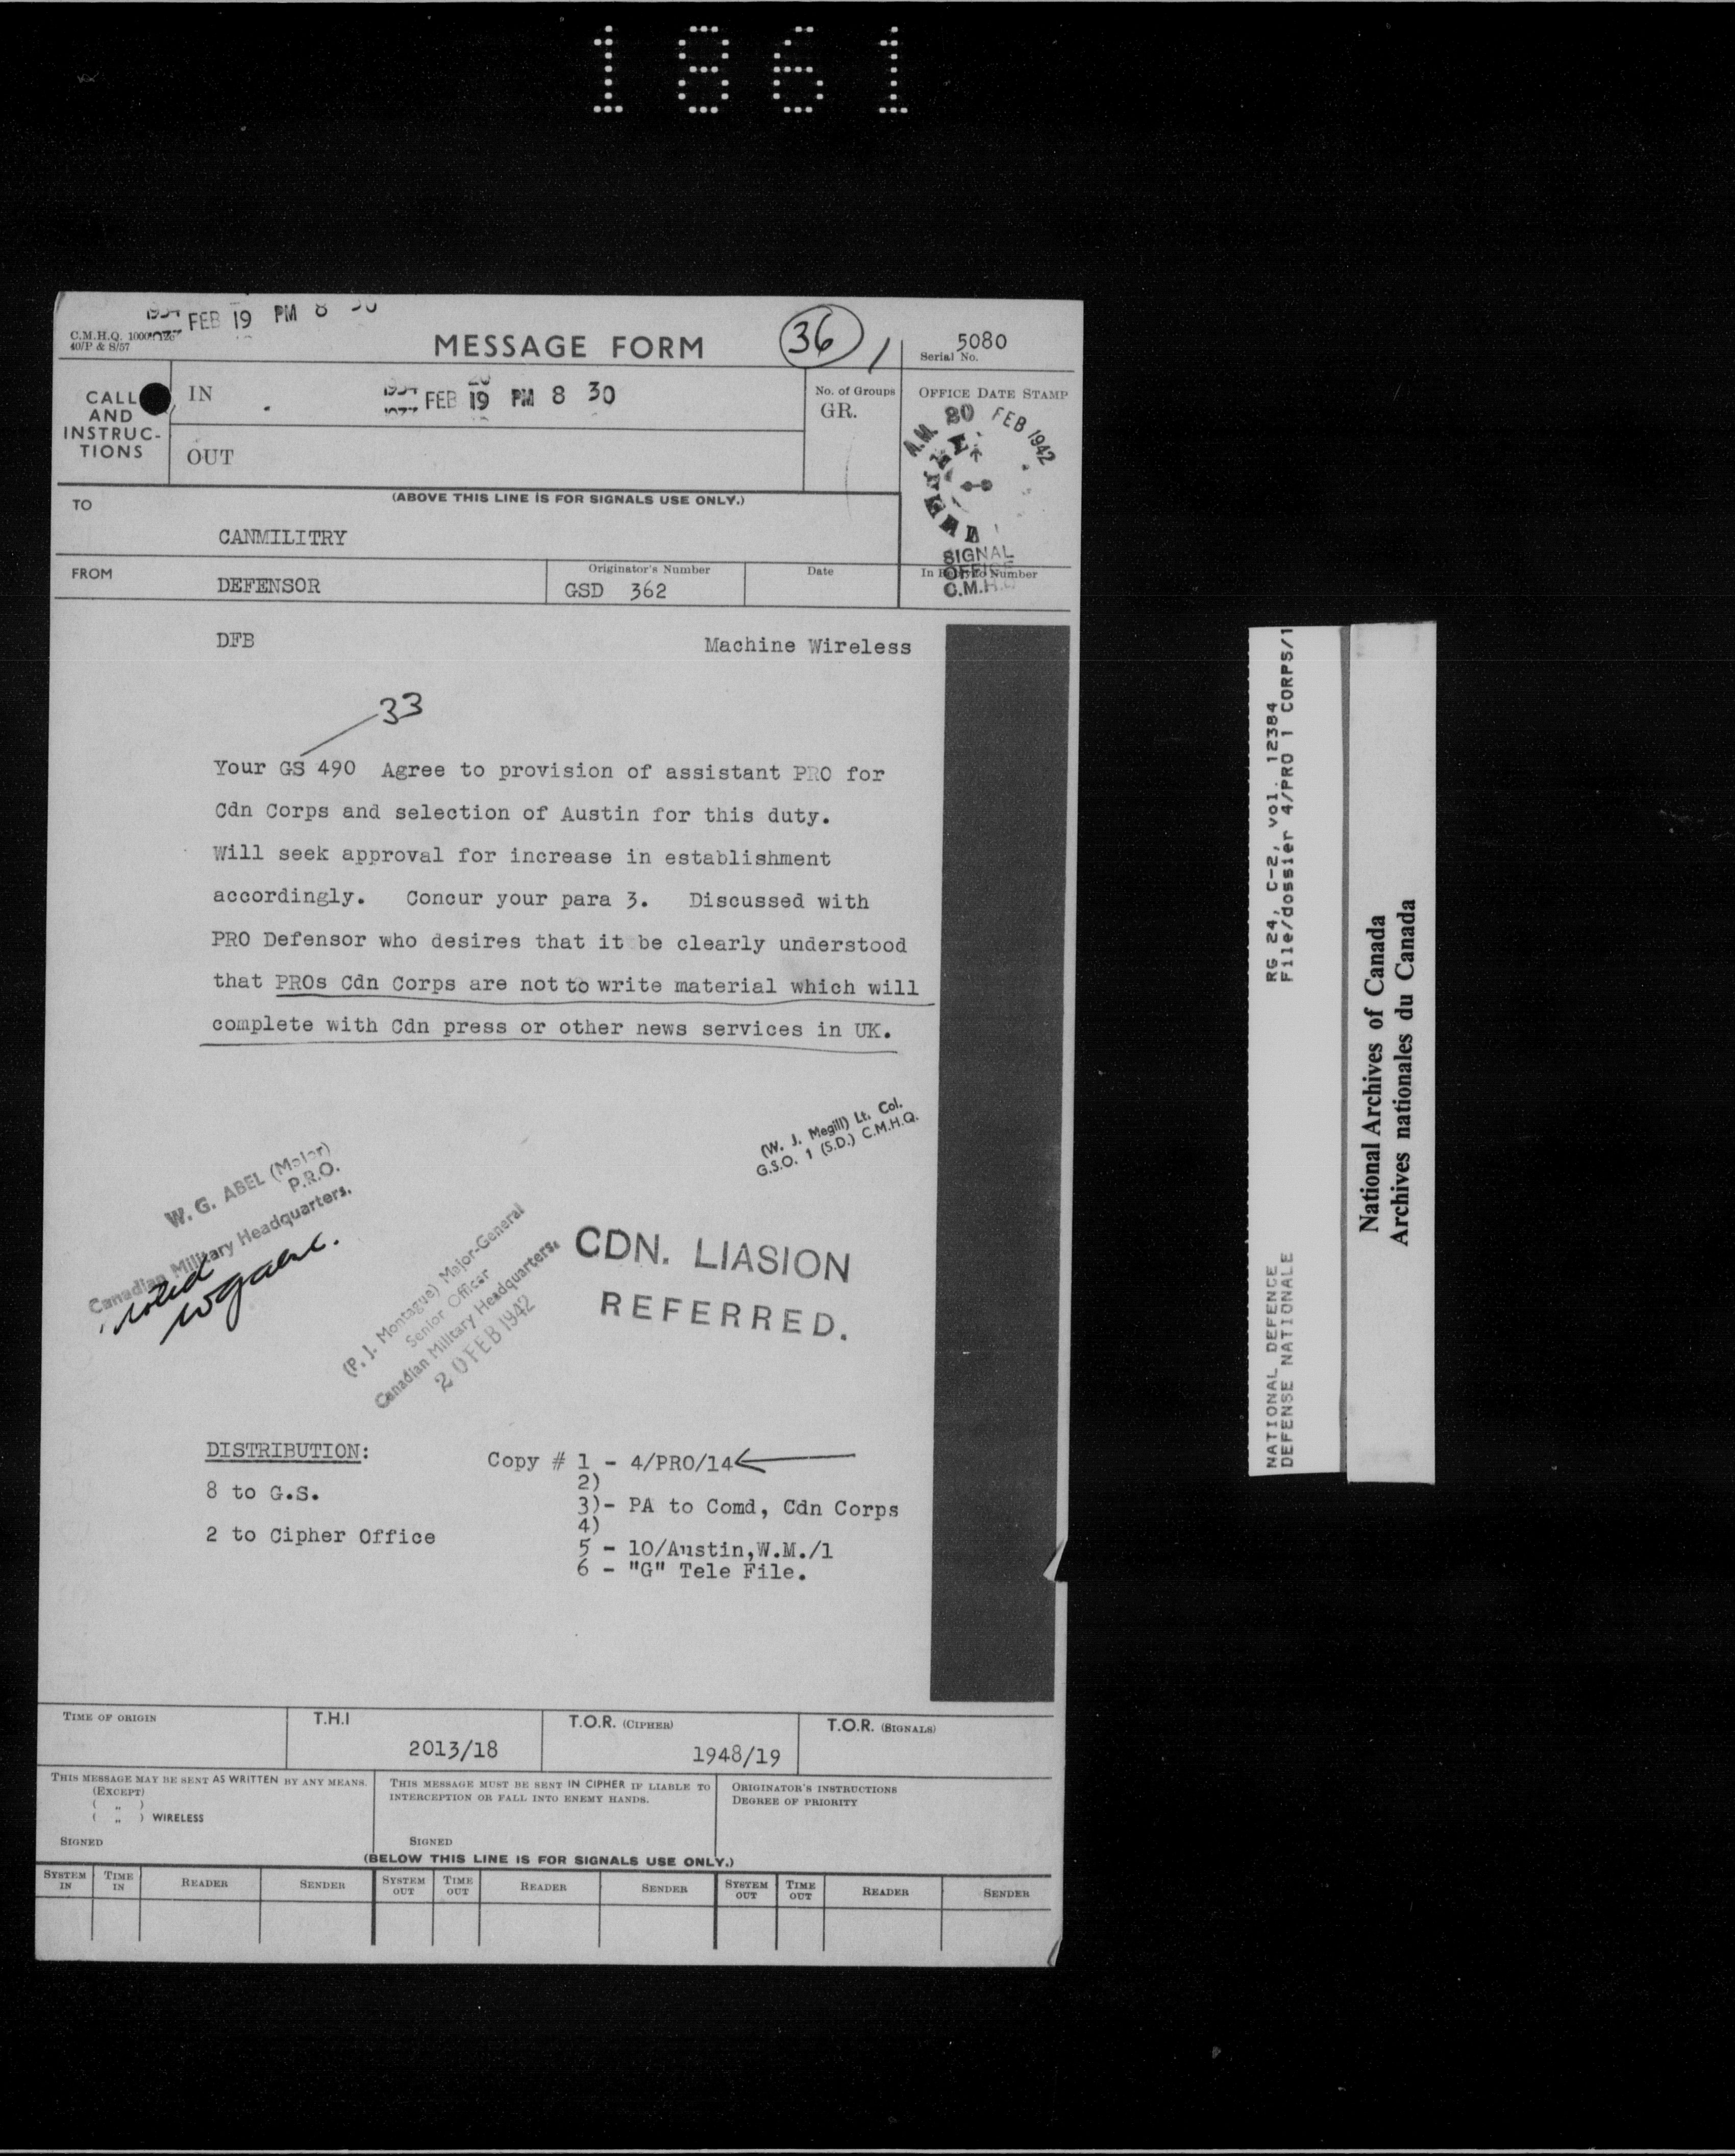 1861
FEB 19 PM 8 30
C.M.H.Q. 1000
40/P & S/57
MESSAGE FORM
36
5080
Serial No.
CALL
AND
INSTRUC-
TIONS
IN
FEB 19 PM 8 30
OUT
No. of Groups
GR.
OFFICE DATE STAMP
A.M. 20 FEB 1942
SIGNAL
OFFICE
C.M.H.Q
(ABOVE THIS LINE IS FOR SIGNALS USE ONLY.)
TO
CANMILITRY
FROM
DEFENSOR
Originator's Number
GSD 362
Date
In Reply to Number
DFB
Machine Wireless
33
Your GS 490 Agree to provision of assistant PRO for
Cdn Corps and selection of Austin for this duty.
Will seek approval for increase in establishment
accordingly. Concur your para 3. Discussed with
PRO Defensor who desires that it be clearly understood
that PROs Cdn Corps are not to write material which will
complete with Cdn press or other news services in UK.
(W. J. Megill) Lt. Col.
G.S.O. 1 (S.D.) C.M.H.Q.
W. G. ABEL (Major)
P.R.O.
Canadian Military Headquarters.
noted
wgabel.
(P. J. Montague) Major-General
Senior Officer
Canadian Military Headquarters.
20 FEB 1942
CDN. LIASION
REFERRED.
DISTRIBUTION:
8 to G.S.
2 to Cipher Office
Copy # 1 - 4/PRO/14
2)
3)- PA to Comd, Cdn Corps
4)
5 - 10/Austin,W.M./1
6 - "G" Tele File.
TIME OF ORIGIN
T.H.I
2013/18
T.O.R. (CIPHER)
1948/19
T.O.R. (SIGNALS)
THIS MESSAGE MAY BE SENT AS WRITTEN BY ANY MEANS.
(EXCEPT)
( „ )
( „ ) WIRELESS
SIGNED
THIS MESSAGE MUST BE SENT IN CIPHER IF LIABLE TO
INTERCEPTION OR FALL INTO ENEMY HANDS.
SIGNED
ORIGINATOR'S INSTRUCTIONS
DEGREE OF PRIORITY
(BELOW THIS LINE IS FOR SIGNALS USE ONLY.)
SYSTEM IN TIME IN READER SENDER SYSTEM OUT TIME OUT READER SENDER SYSTEM OUT TIME OUT READER SENDER
NATIONAL DEFENCE RG 24, C-2, vol. 12384
DEFENSE NATIONALE File/dossier 4/PRO 1 CORPS/1
National Archives of Canada
Archives nationales du Canada